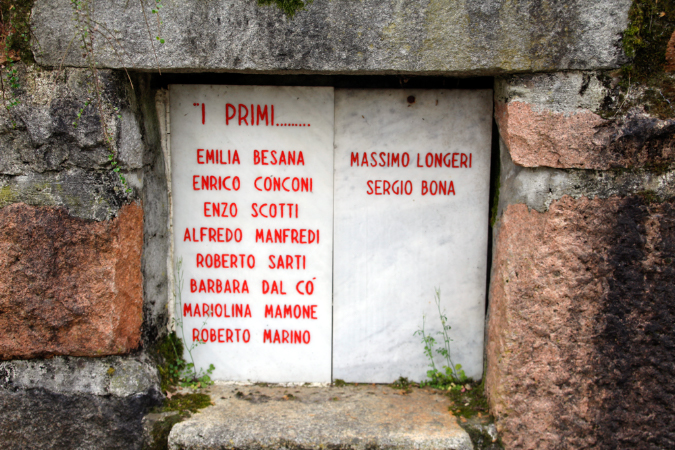 "I PRIMI.........
EMILIA BESANA
ENRICO CONCONI
ENZO SCOTTI
ALFREDO MANFREDI
ROBERTO SARTI
BARBARA DAL CO'
MARIOLINA MAMONE
ROBERTO MARINO
MASSIMO LONGERI
SERGIO BONA